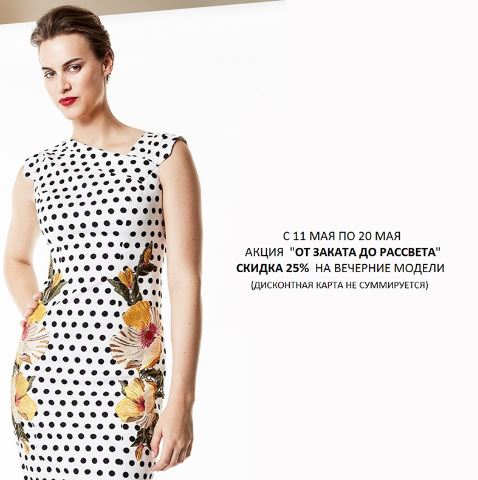 С 11 МАЯ ПО 20 МАЯ
АКЦИЯ "ОТ ЗАКАТА ДО РАССВЕТА"
СКИДКА 25% НА ВЕЧЕРНИЕ МОДЕЛИ
(ДИСКОНТНАЯ КАРТА НЕ СУММИРУЕТСЯ)